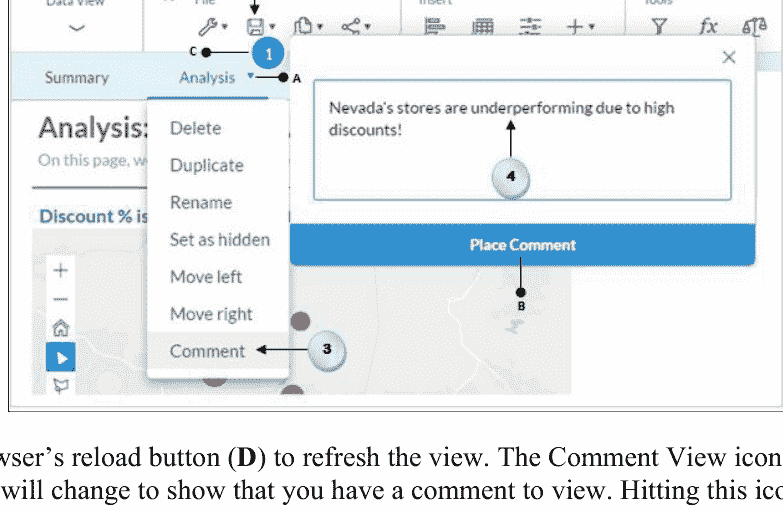 Data View
File
Insert
Tools
fx
C
1
Summary
Analysis
A
Analysis:
On this page, w
Discount % is
Delete
Duplicate
Rename
Set as hidden
Move left
Move right
Comment
3
Nevada's stores are underperforming due to high
discounts!
4
Place Comment
B
wser's reload button (D) to refresh the view. The Comment View icon
will change to show that you have a comment to view. Hitting this ico